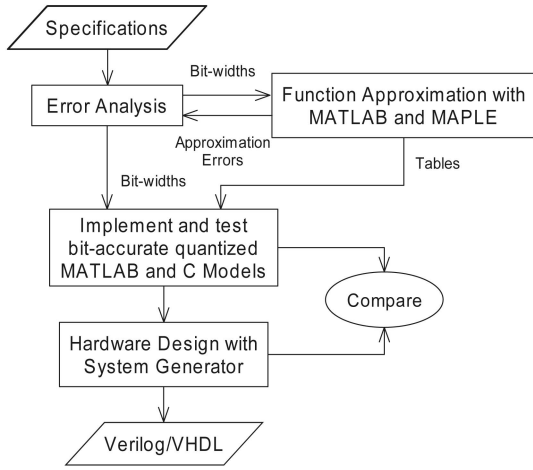 Specifications
Bit-widths
Error Analysis
Function Approximation with
MATLAB and MAPLE
Approximation
Errors
Bit-widths
Tables
Implement and test
bit-accurate quantized
MATLAB and C Models
Compare
Hardware Design with
System Generator
Verilog/VHDL